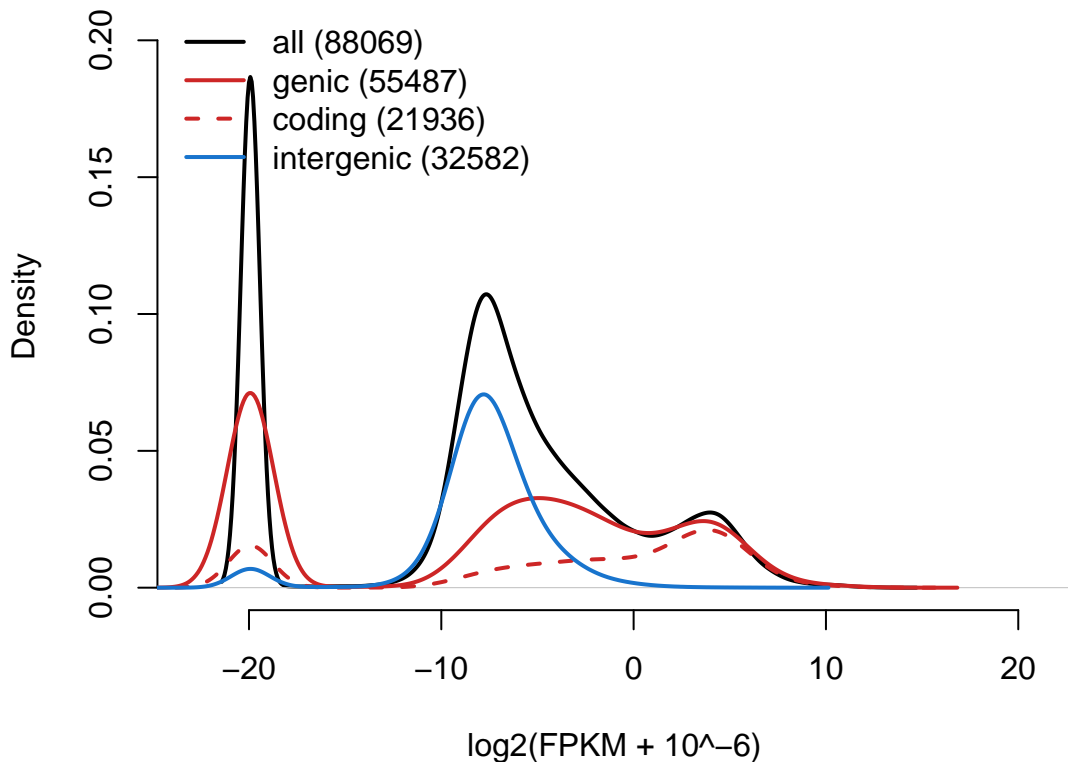 all (88069)
genic (55487)
coding (21936)
intergenic (32582)
Density
0.20
0.15
0.10
0.05
0.00
−20 −10 0 10 20
log2(FPKM + 10^−6)